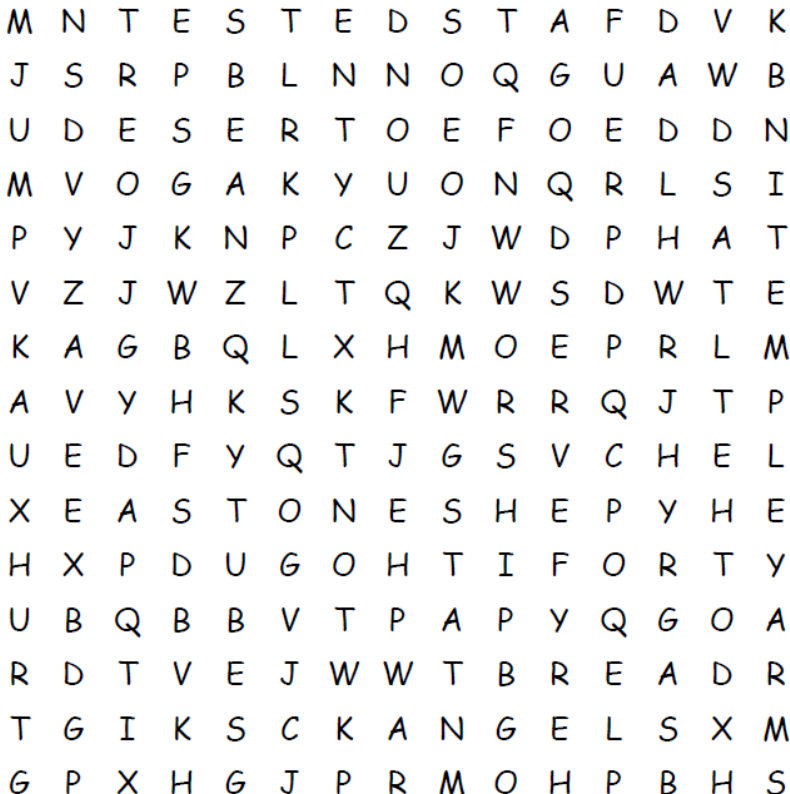 M N T E S T E D S T A F D V K
J S R P B L N N O Q G U A W B
U D E S E R T O E F O E D D N
M V O G A K Y U O N Q R L S I
P Y J K N P C Z J W D P H A T
V Z J W Z L T Q K W S D W T E
K A G B Q L X H M O E P R L M
A V Y H K S K F W R R Q J T P
U E D F Y Q T J G S V C H E L
X E A S T O N E S H E P Y H E
H X P D U G O H T I F O R T Y
U B Q B B V T P A P Y Q G O A
R D T V E J W W T B R E A D R
T G I K S C K A N G E L S X M
G P X H G J P R M O H P B H S